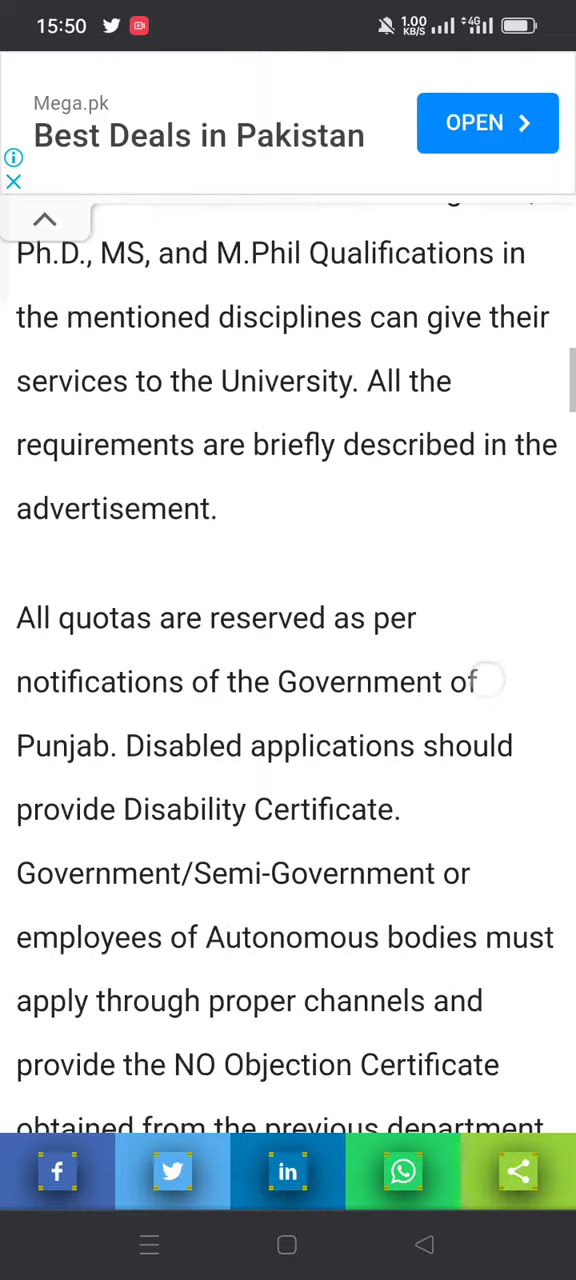 15:50
1.00
KB/S
4G
Mega.pk
Best Deals in Pakistan
OPEN
Ph.D., MS, and M.Phil Qualifications in
the mentioned disciplines can give their
services to the University. All the
requirements are briefly described in the
advertisement.
All quotas are reserved as per
notifications of the Government of
Punjab. Disabled applications should
provide Disability Certificate.
Government/Semi-Government or
employees of Autonomous bodies must
apply through proper channels and
provide the NO Objection Certificate
obtained from the previous department
f
in